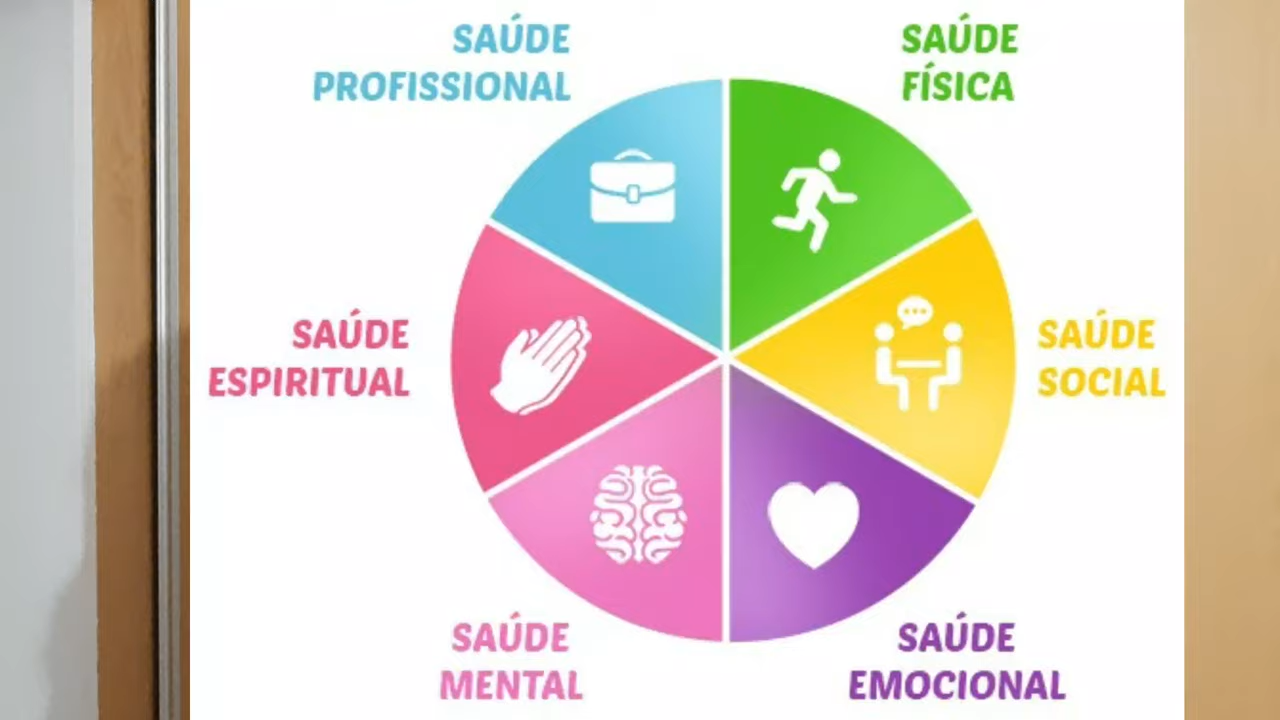 SAÚDE
PROFISSIONAL
SAÚDE
FÍSICA
SAÚDE
ESPIRITUAL
SAÚDE
SOCIAL
SAÚDE
MENTAL
SAÚDE
EMOCIONAL